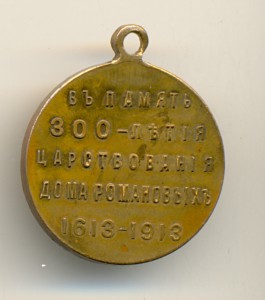 ВЪ ПАМЯТЬ
300-ЛѢТІЯ
ЦАРСТВОВАНІЯ
ДОМА РОМАНОВЫХЪ
1613-1913